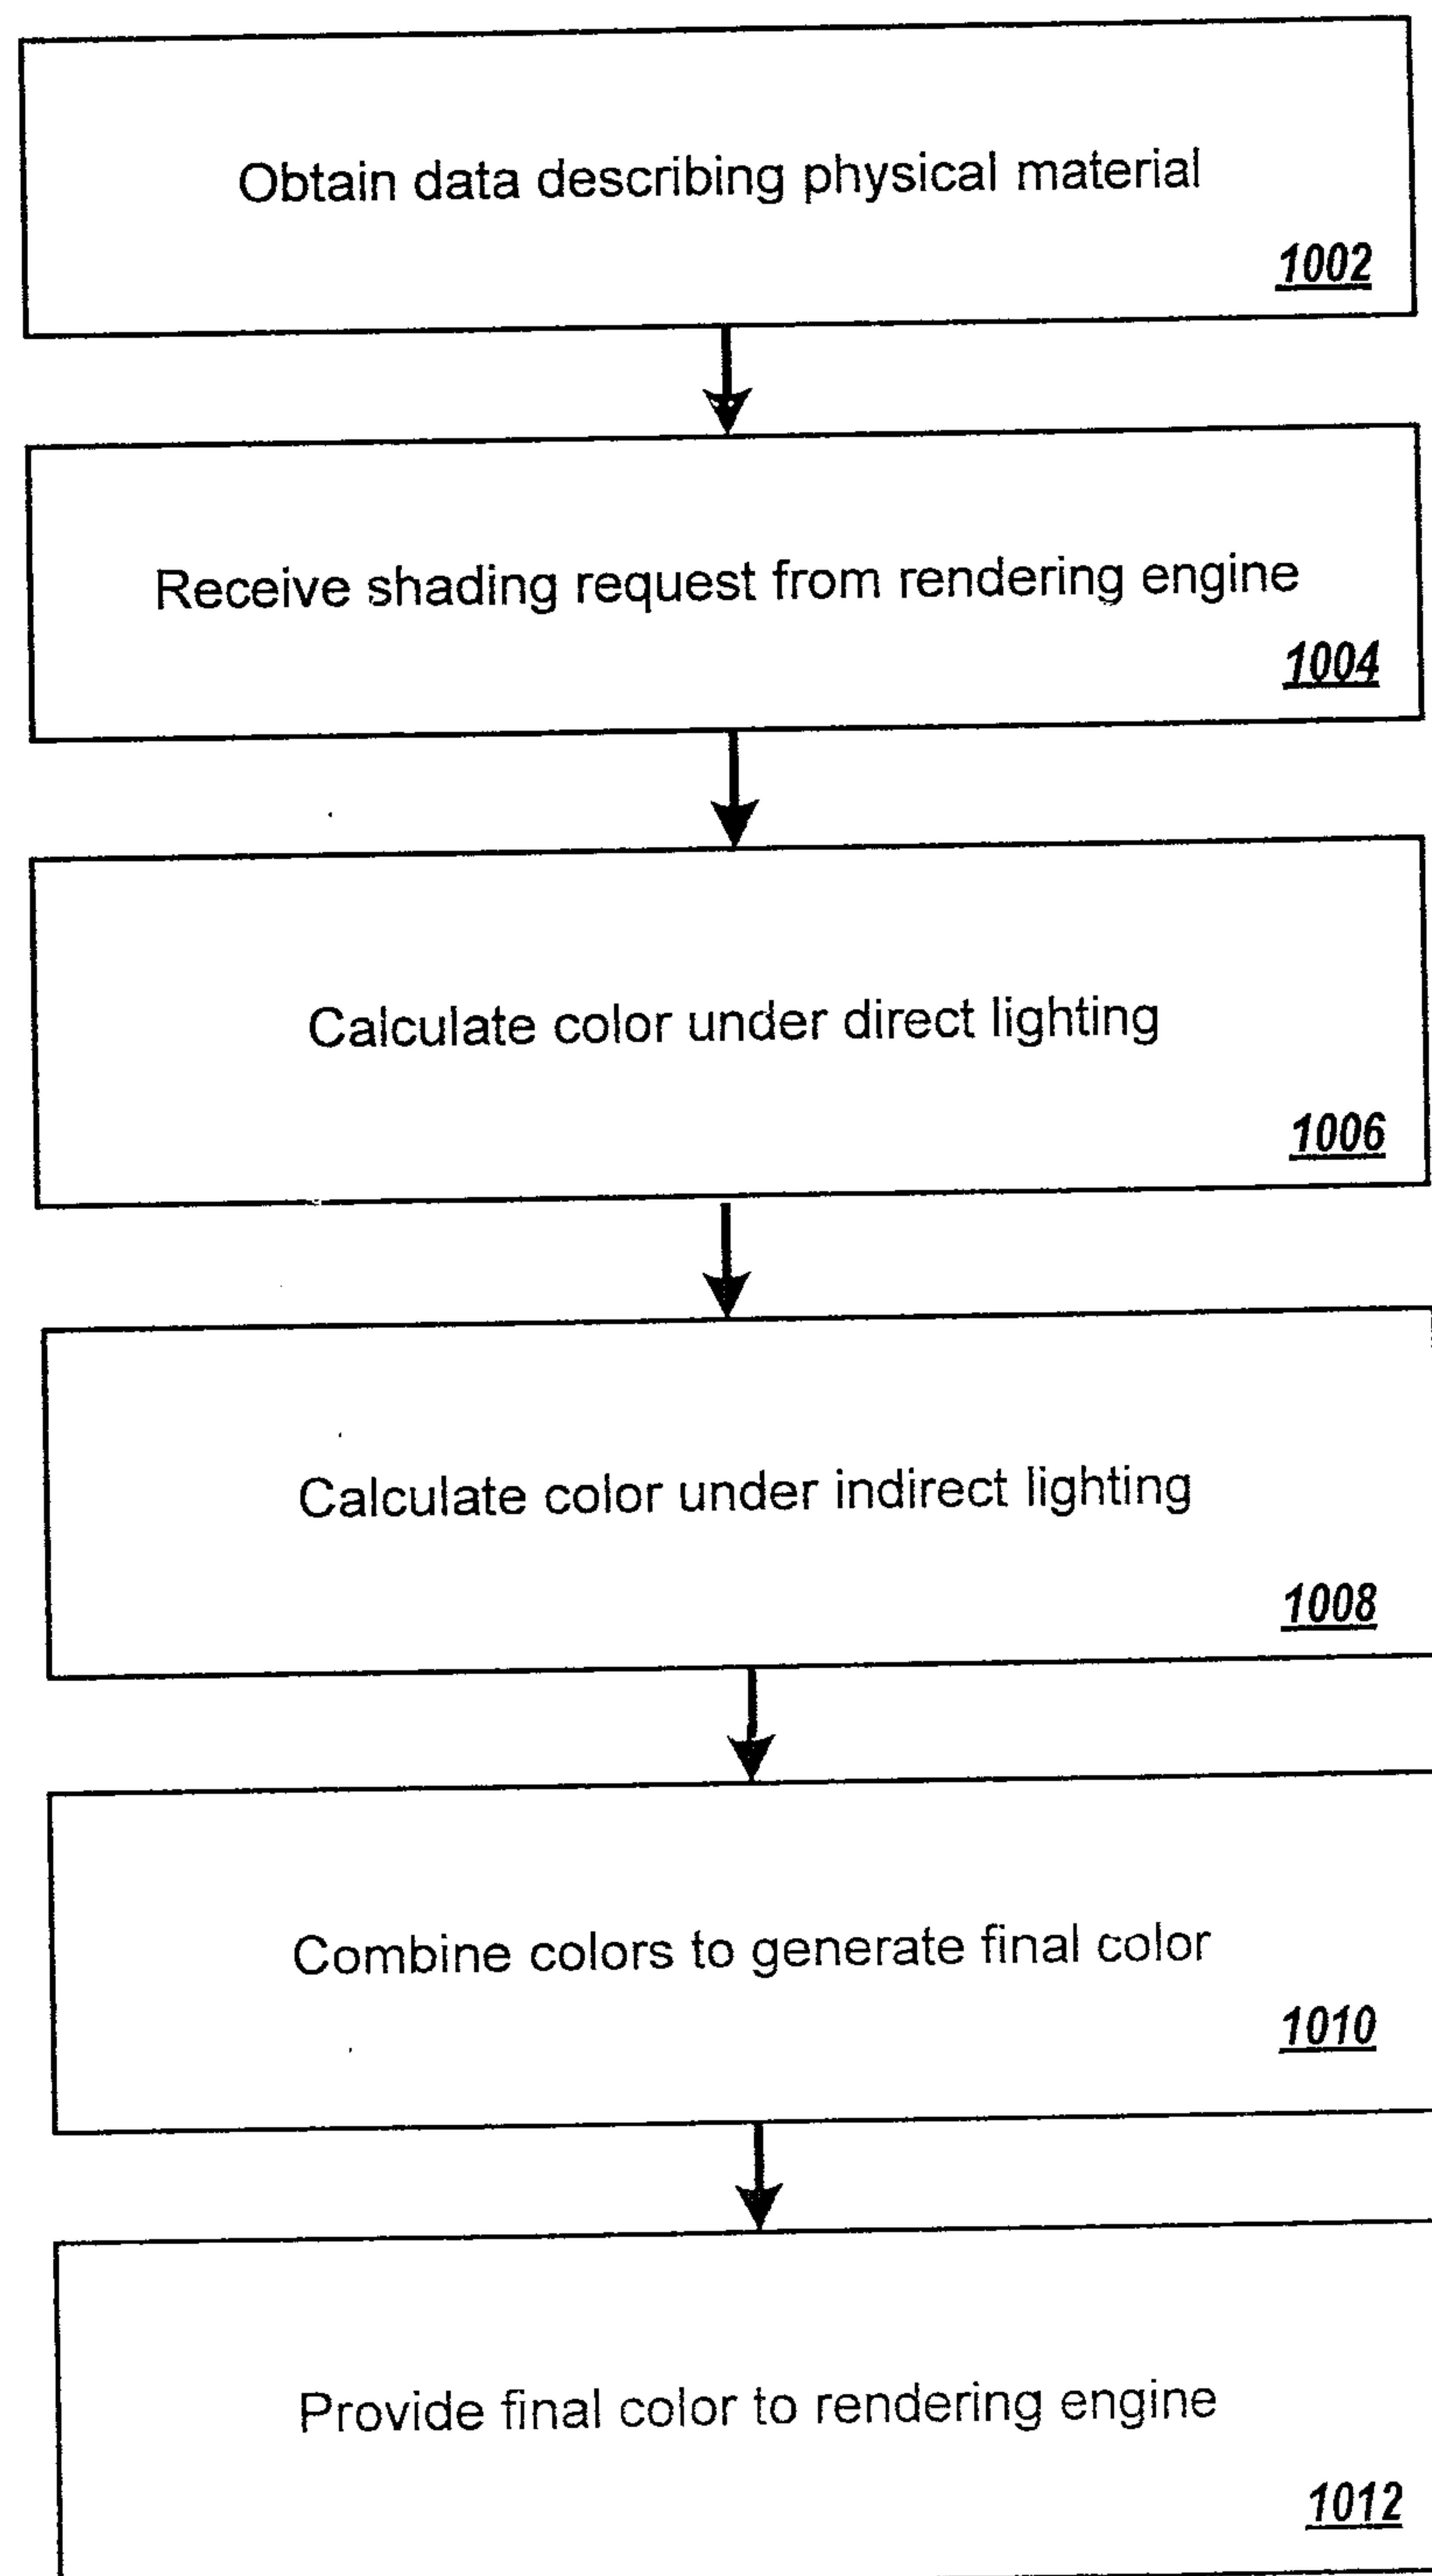 Obtain data describing physical material
1002
Receive shading request from rendering engine
1004
Calculate color under direct lighting
1006
Calculate color under indirect lighting
1008
Combine colors to generate final color
1010
Provide final color to rendering engine
1012